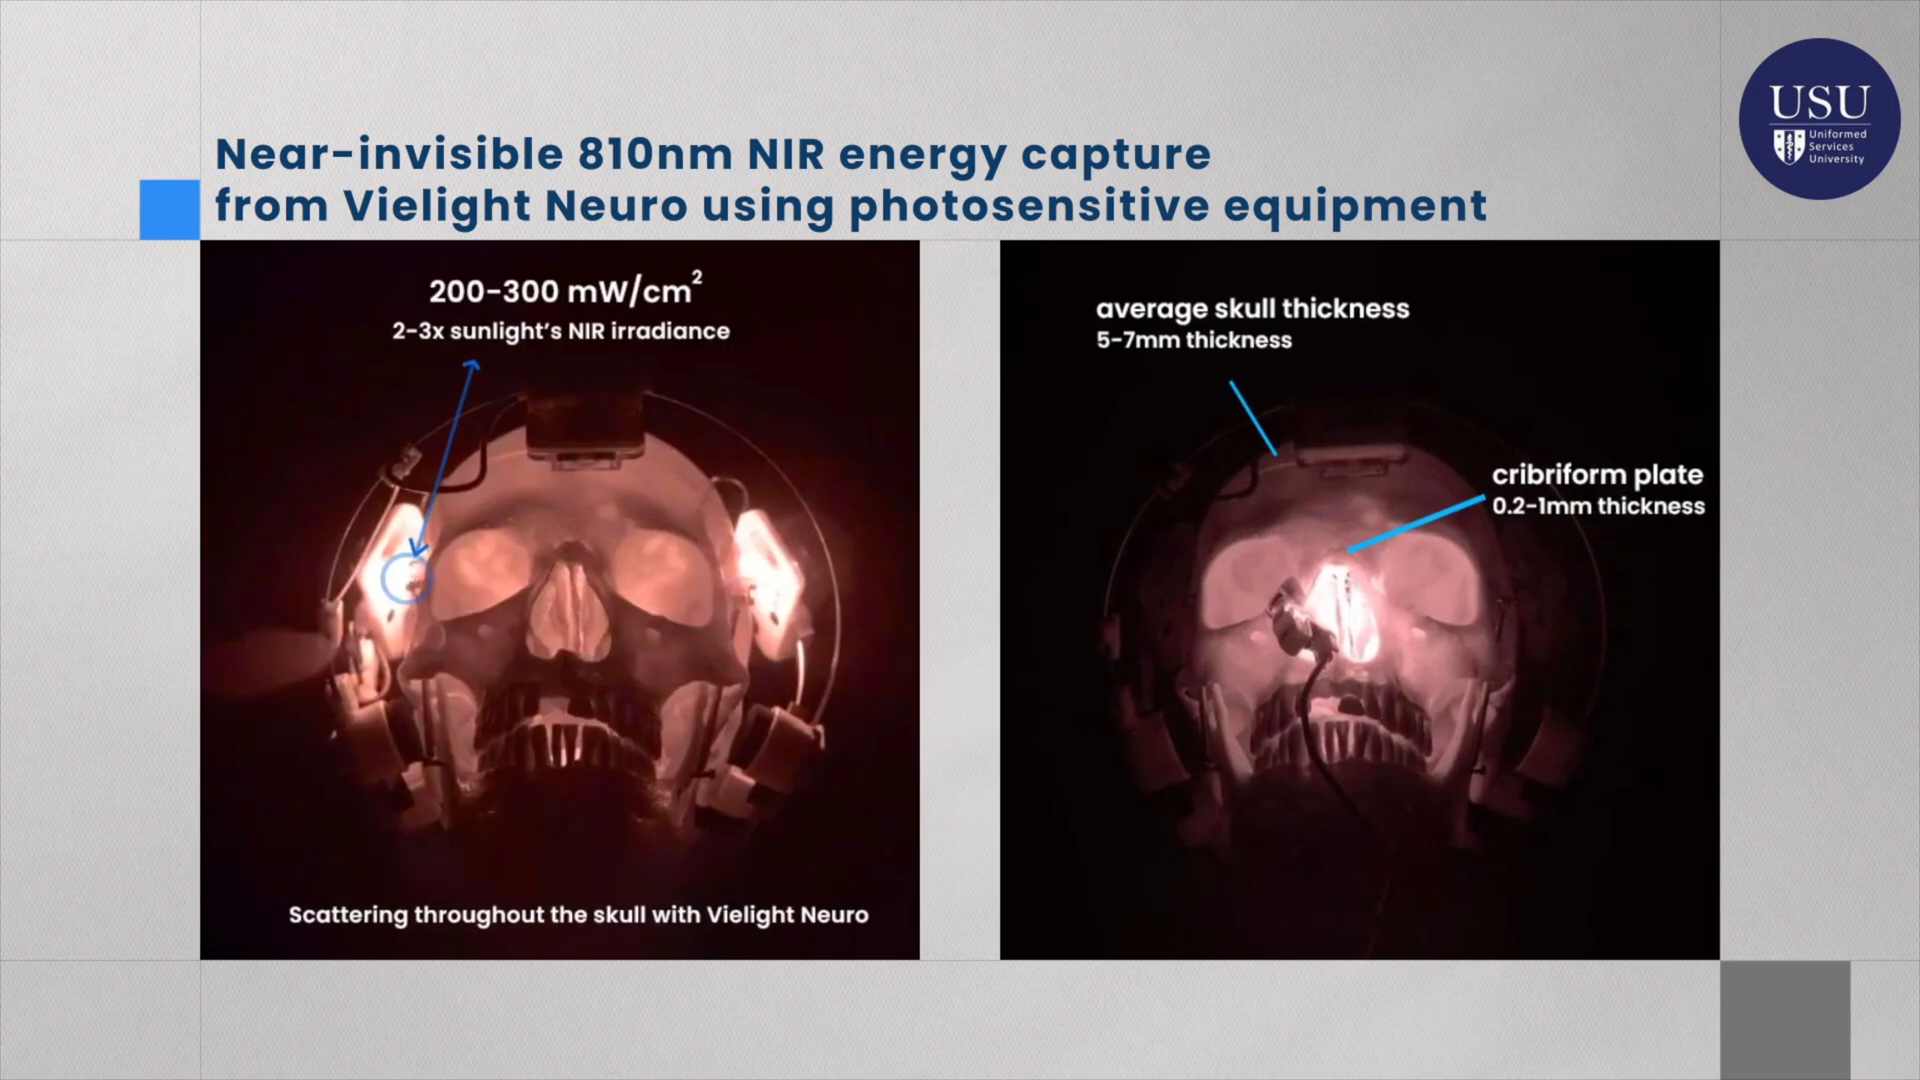 Near-invisible 810nm NIR energy capture
from Vielight Neuro using photosensitive equipment
USU
Uniformed
Services
University
200-300 mW/cm²
2-3x sunlight's NIR irradiance
Scattering throughout the skull with Vielight Neuro
average skull thickness
5-7mm thickness
cribriform plate
0.2-1mm thickness